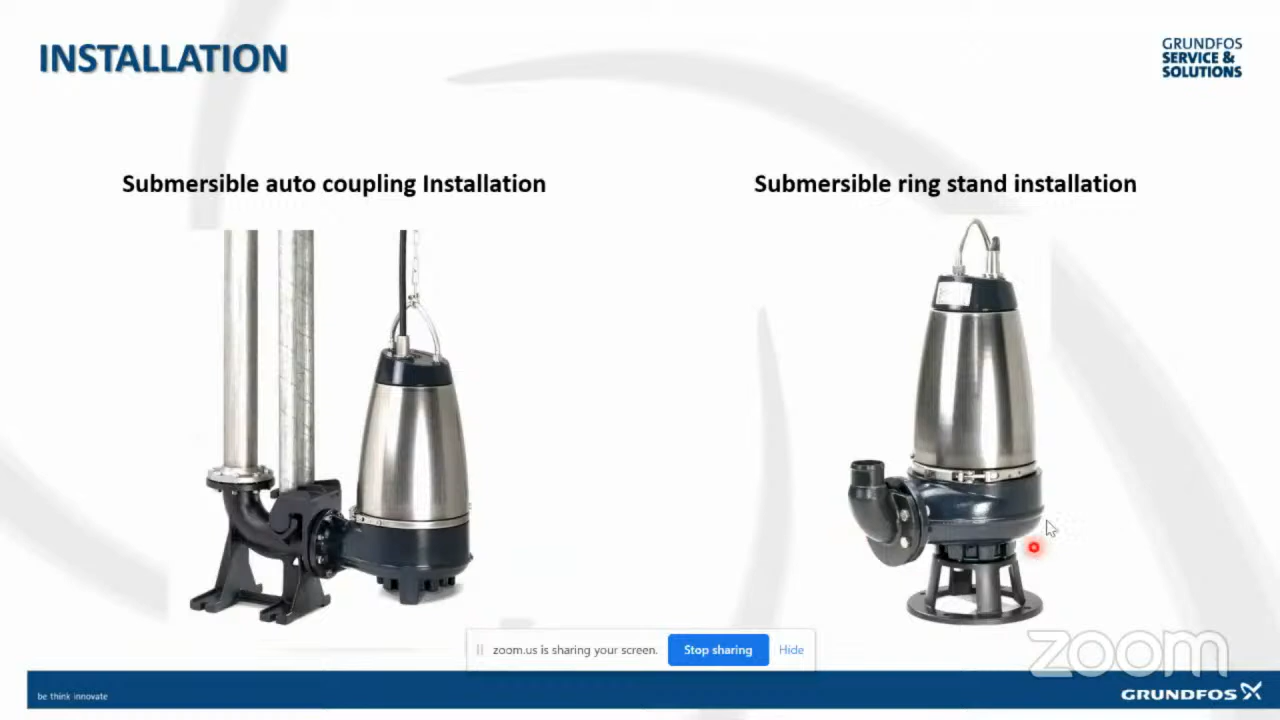 INSTALLATION
GRUNDFOS
SERVICE &
SOLUTIONS
Submersible auto coupling Installation
Submersible ring stand installation
zoom.us is sharing your screen.
Stop sharing
Hide
zoom
be think innovate
GRUNDFOS